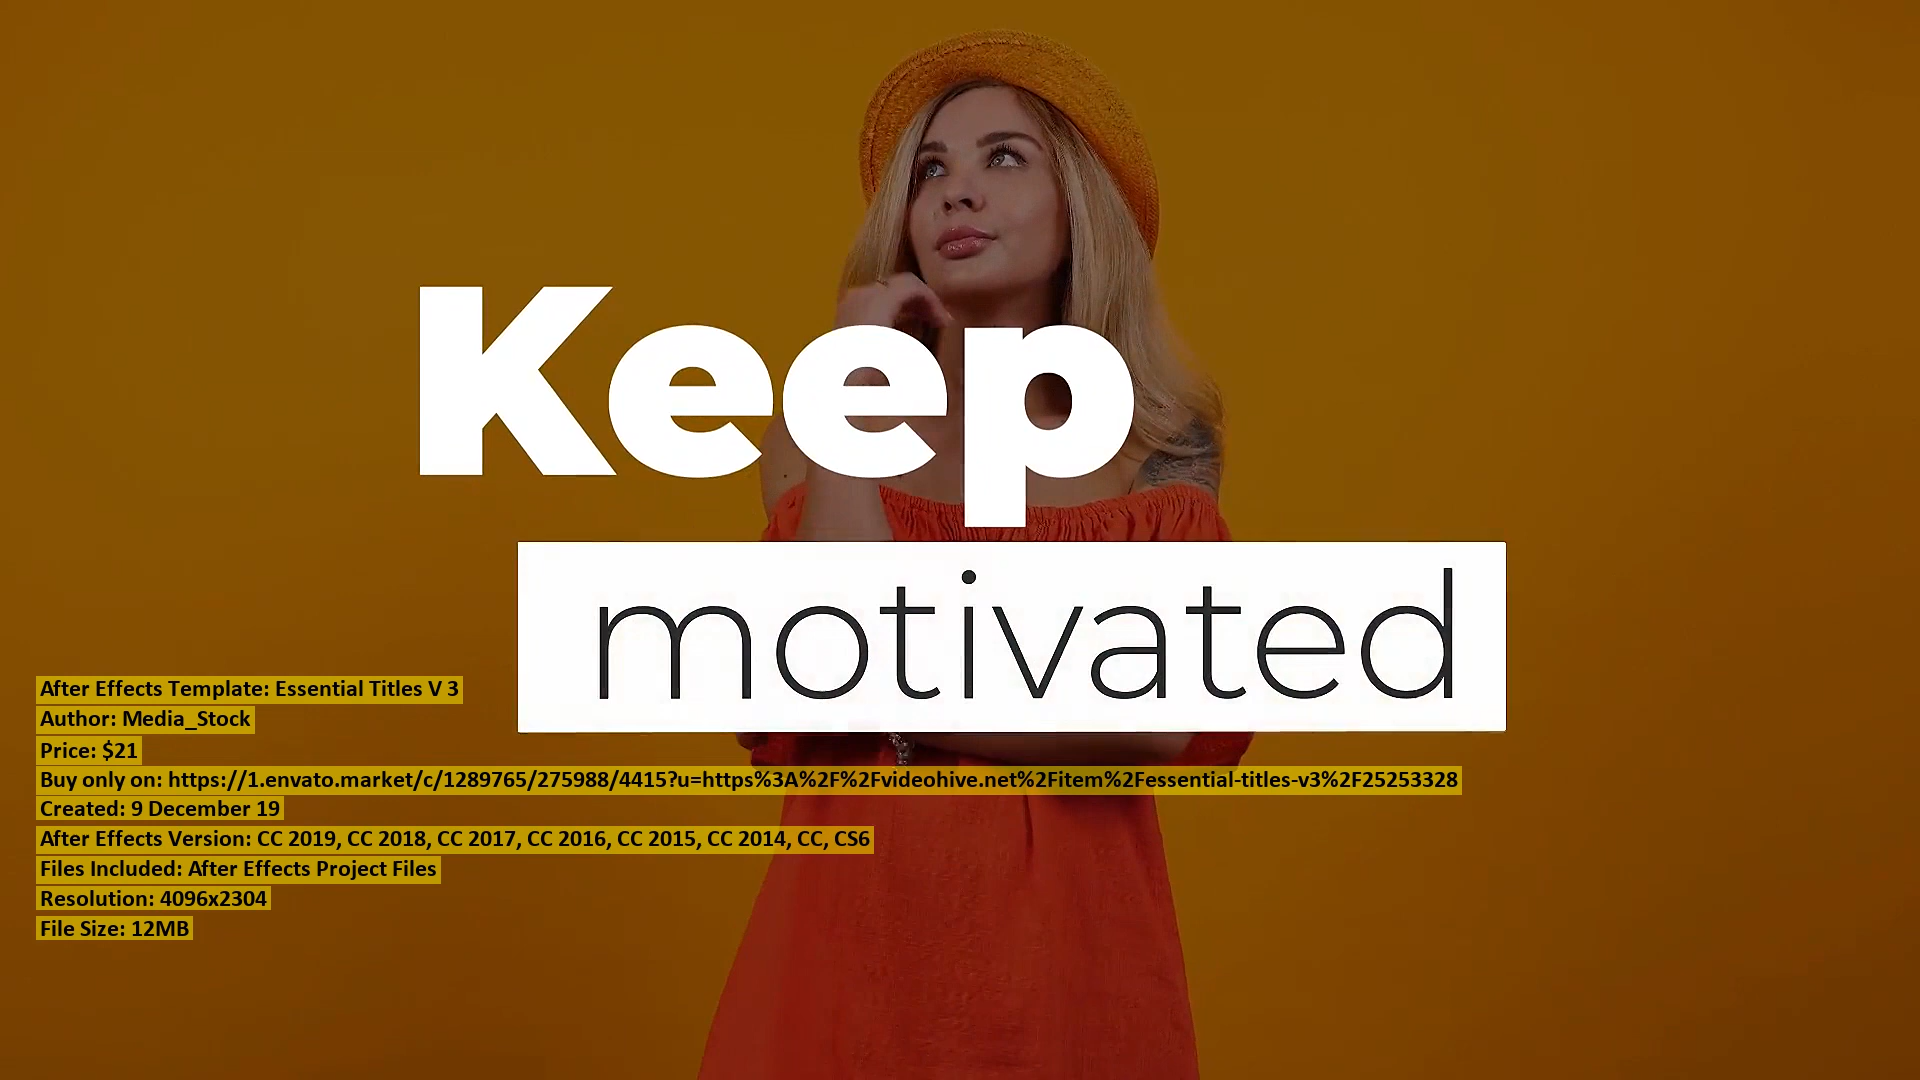 Keep
motivated
After Effects Template: Essential Titles V 3
Author: Media_Stock
Price: $21
Buy only on: https://1.envato.market/c/1289765/275988/4415?u=https%3A%2F%2Fvideohive.net%2Fitem%2Fessential-titles-v3%2F25253328
Created: 9 December 19
After Effects Version: CC 2019, CC 2018, CC 2017, CC 2016, CC 2015, CC 2014, CC, CS6
Files Included: After Effects Project Files
Resolution: 4096x2304
File Size: 12MB